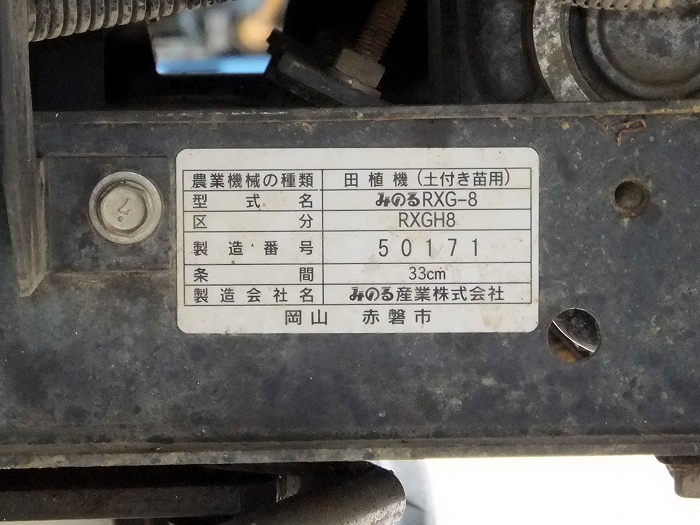 農業機械の種類 田植機(土付き苗用)
型式名 みのるRXG-8
区分 RXGH8
製造番号 50171
条間 33cm
製造会社名 みのる産業株式会社
岡山 赤磐市
7